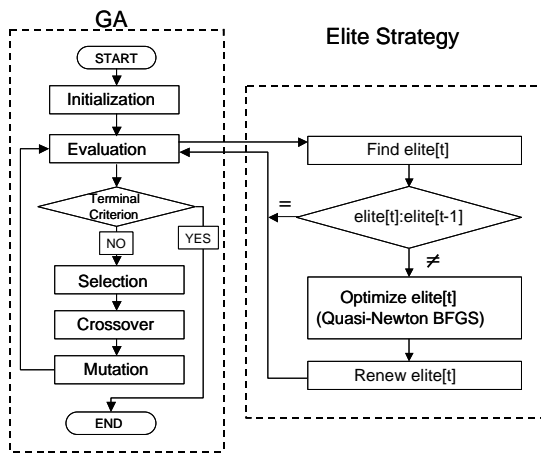 GA
START
Initialization
Evaluation
Terminal
Criterion
NO
YES
Selection
Crossover
Mutation
END
Elite Strategy
Find elite[t]
elite[t]:elite[t-1]
=
≠
Optimize elite[t]
(Quasi-Newton BFGS)
Renew elite[t]